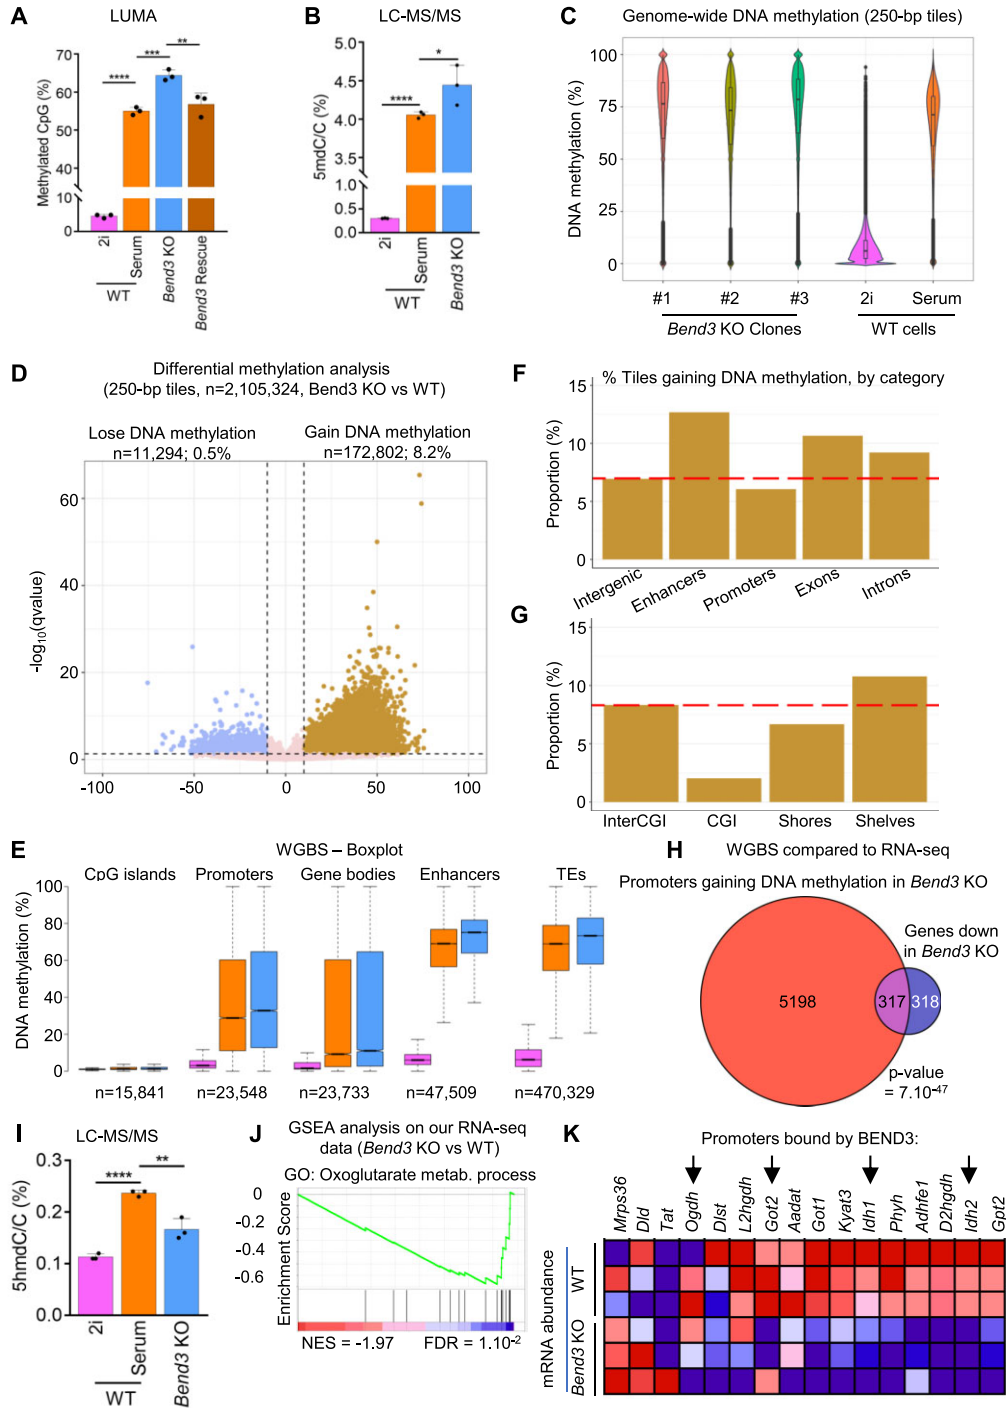 A
LUMA
Methylated CpG (%)
70
60
50
40
10
0
****
***
**
2i
Serum
Bend3 KO
Bend3 Rescue
WT
B
LC-MS/MS
5mdC/C (%)
5.0
4.5
4.0
3.5
1.0
0.5
0.0
****
*
2i
Serum
Bend3 KO
WT
C
Genome-wide DNA methylation (250-bp tiles)
DNA methylation (%)
100
75
50
25
0
#1 #2 #3 2i Serum
Bend3 KO Clones WT cells
D
Differential methylation analysis
(250-bp tiles, n=2,105,324, Bend3 KO vs WT)
Lose DNA methylation
n=11,294; 0.5%
Gain DNA methylation
n=172,802; 8.2%
-log10(qvalue)
60
40
20
0
-100 -50 0 50 100
F
% Tiles gaining DNA methylation, by category
Proportion (%)
15
10
5
0
Intergenic Enhancers Promoters Exons Introns
G
Proportion (%)
15
10
5
0
InterCGI CGI Shores Shelves
E
WGBS – Boxplot
CpG islands Promoters Gene bodies Enhancers TEs
DNA methylation (%)
100
80
60
40
20
0
n=15,841 n=23,548 n=23,733 n=47,509 n=470,329
H
WGBS compared to RNA-seq
Promoters gaining DNA methylation in Bend3 KO
Genes down
in Bend3 KO
5198 317 318
p-value
= 7.10-47
I
LC-MS/MS
5hmdC/C (%)
0.3
0.2
0.1
0.0
****
**
2i
Serum
Bend3 KO
WT
J
GSEA analysis on our RNA-seq
data (Bend3 KO vs WT)
GO: Oxoglutarate metab. process
Enrichment Score
0
-0.2
-0.4
-0.6
NES = -1.97 FDR = 1.10-2
K
Promoters bound by BEND3:
Mrps36 Dld Tat Ogdh Dlst L2hgdh Got2 Aadat Got1 Kyat3 Idh1 Phyh Adhfe1 D2hgdh Idh2 Gpt2
mRNA abundance
WT
Bend3 KO